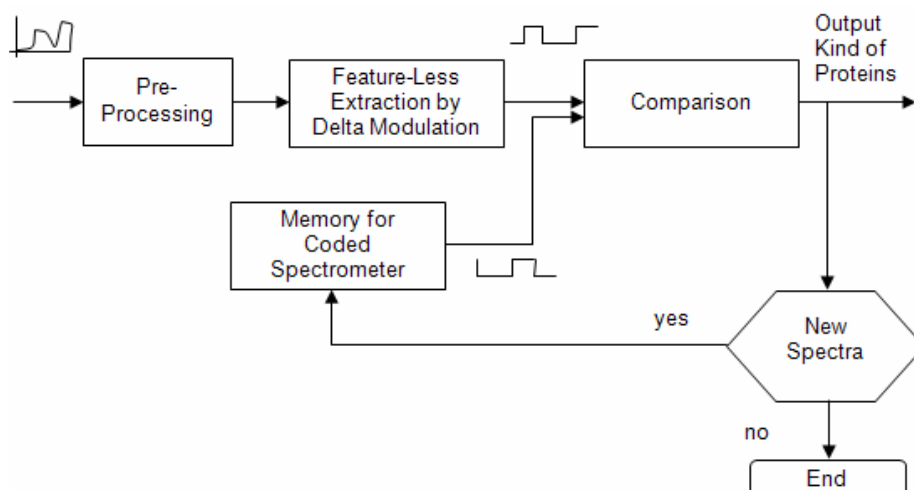 Output
Kind of
Proteins
Pre-
Processing
Feature-Less
Extraction by
Delta Modulation
Comparison
Memory for
Coded
Spectrometer
yes
New
Spectra
no
End